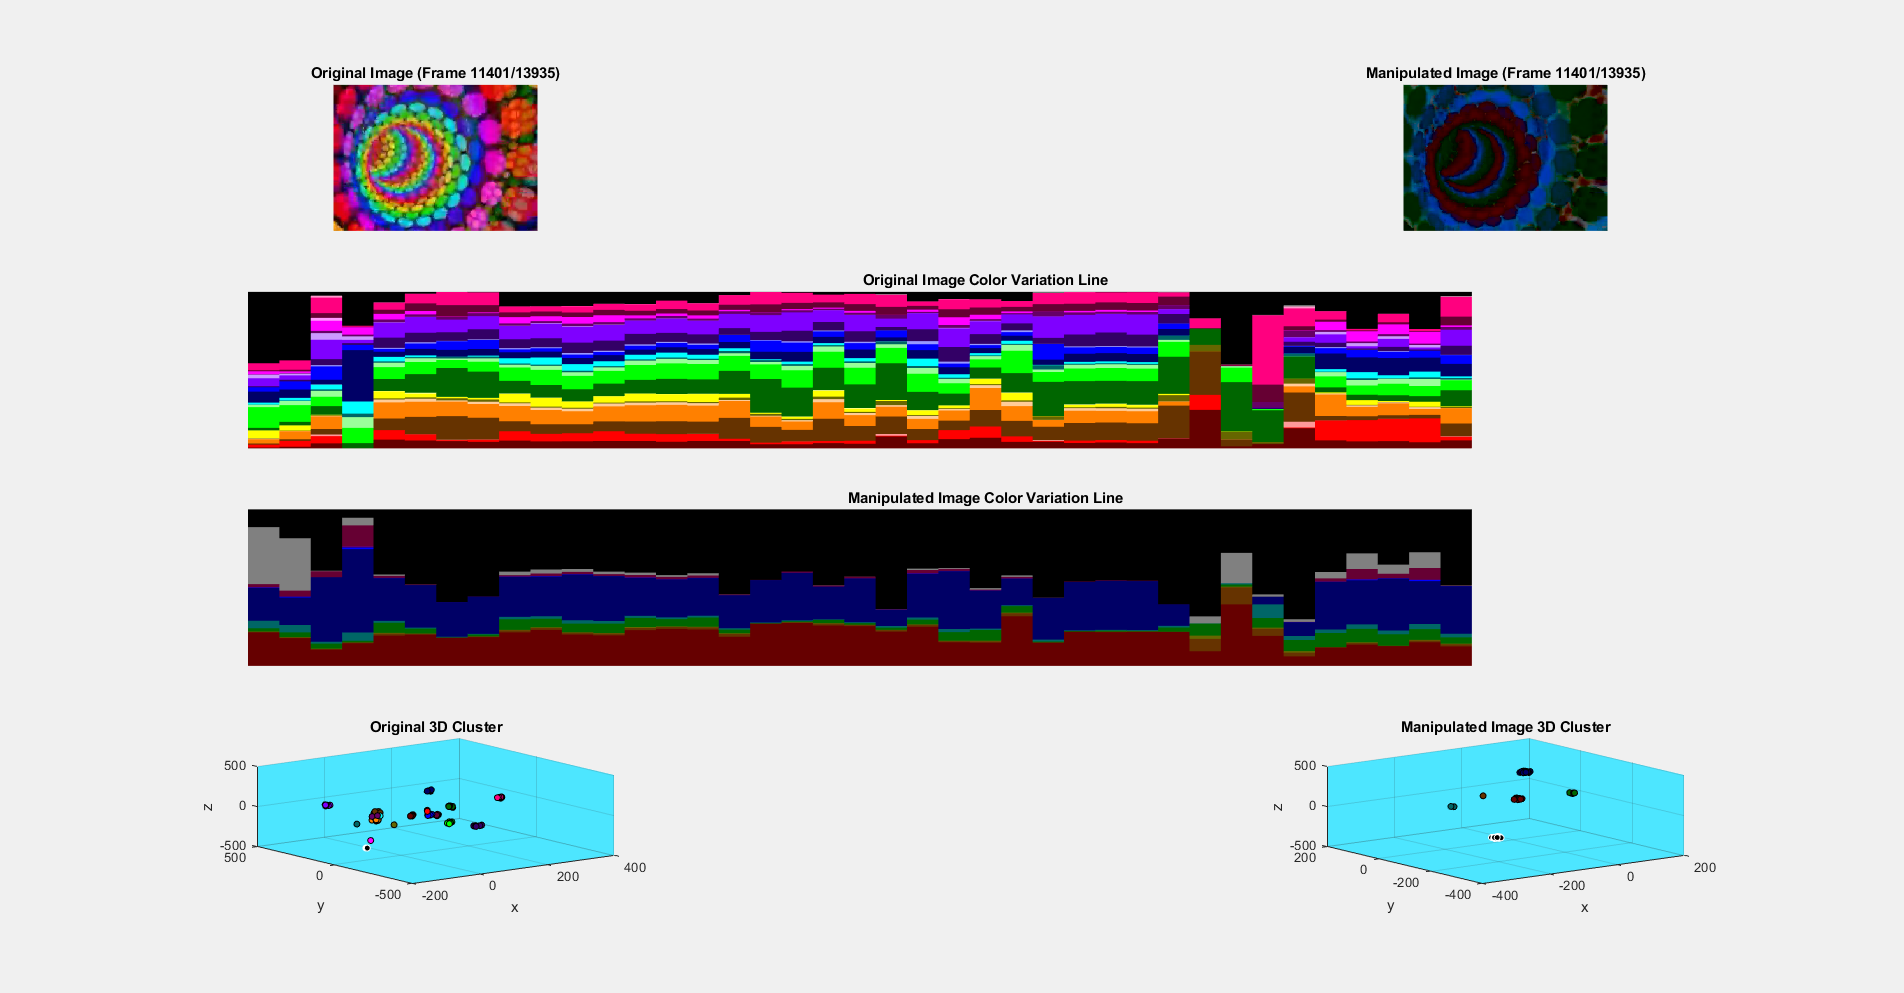 Original Image (Frame 11401/13935)
Manipulated Image (Frame 11401/13935)
Original Image Color Variation Line
Manipulated Image Color Variation Line
Original 3D Cluster
500
0
-500
z
500
0
-500
y
-200
0
200
400
x
Manipulated Image 3D Cluster
500
0
-500
z
200
0
-200
-400
y
-400
-200
0
200
x